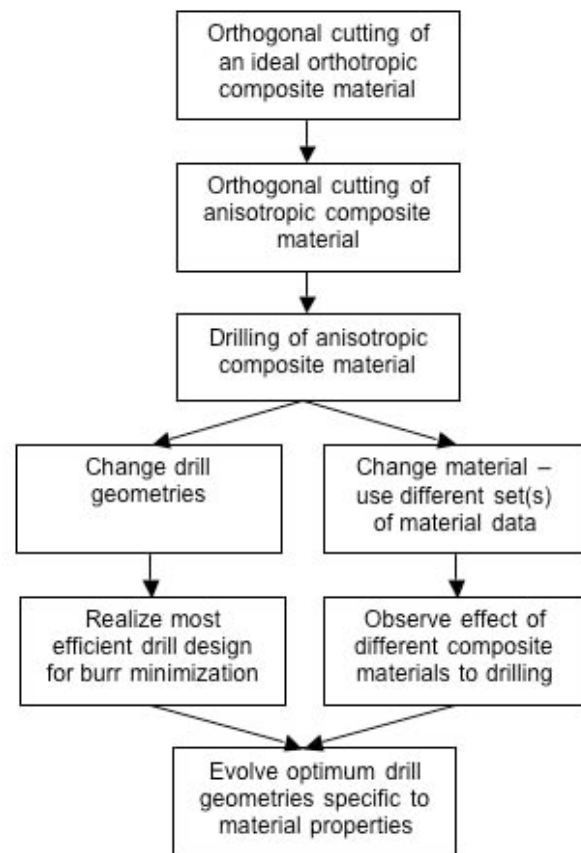 Orthogonal cutting of
an ideal orthotropic
composite material
Orthogonal cutting of
anisotropic composite
material
Drilling of anisotropic
composite material
Change drill
geometries
Change material –
use different set(s)
of material data
Realize most
efficient drill design
for burr minimization
Observe effect of
different composite
materials to drilling
Evolve optimum drill
geometries specific to
material properties